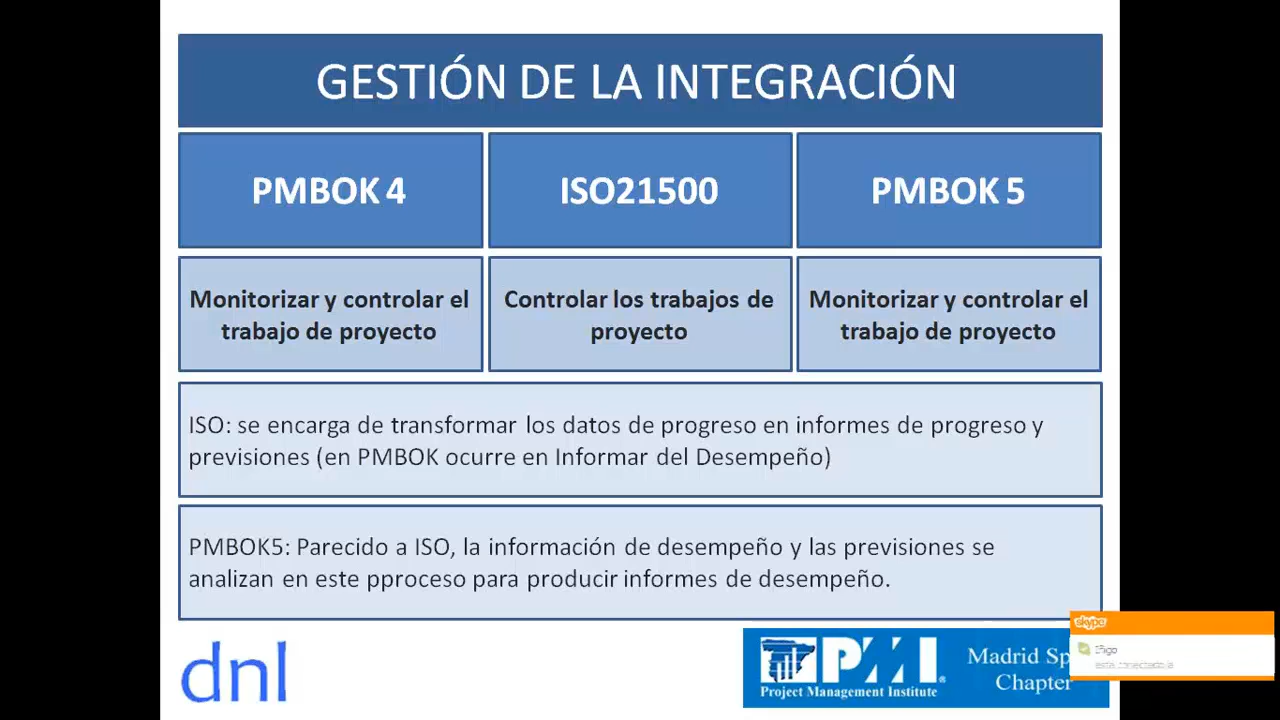 GESTIÓN DE LA INTEGRACIÓN
PMBOK 4
ISO21500
PMBOK 5
Monitorizar y controlar el
trabajo de proyecto
Controlar los trabajos de
proyecto
Monitorizar y controlar el
trabajo de proyecto
ISO: se encarga de transformar los datos de progreso en informes de progreso y
previsiones (en PMBOK ocurre en Informar del Desempeño)
PMBOK5: Parecido a ISO, la información de desempeño y las previsiones se
analizan en este pproceso para producir informes de desempeño.
dnl
PMI®
Project Management Institute
Madrid Sp
Chapter
skype